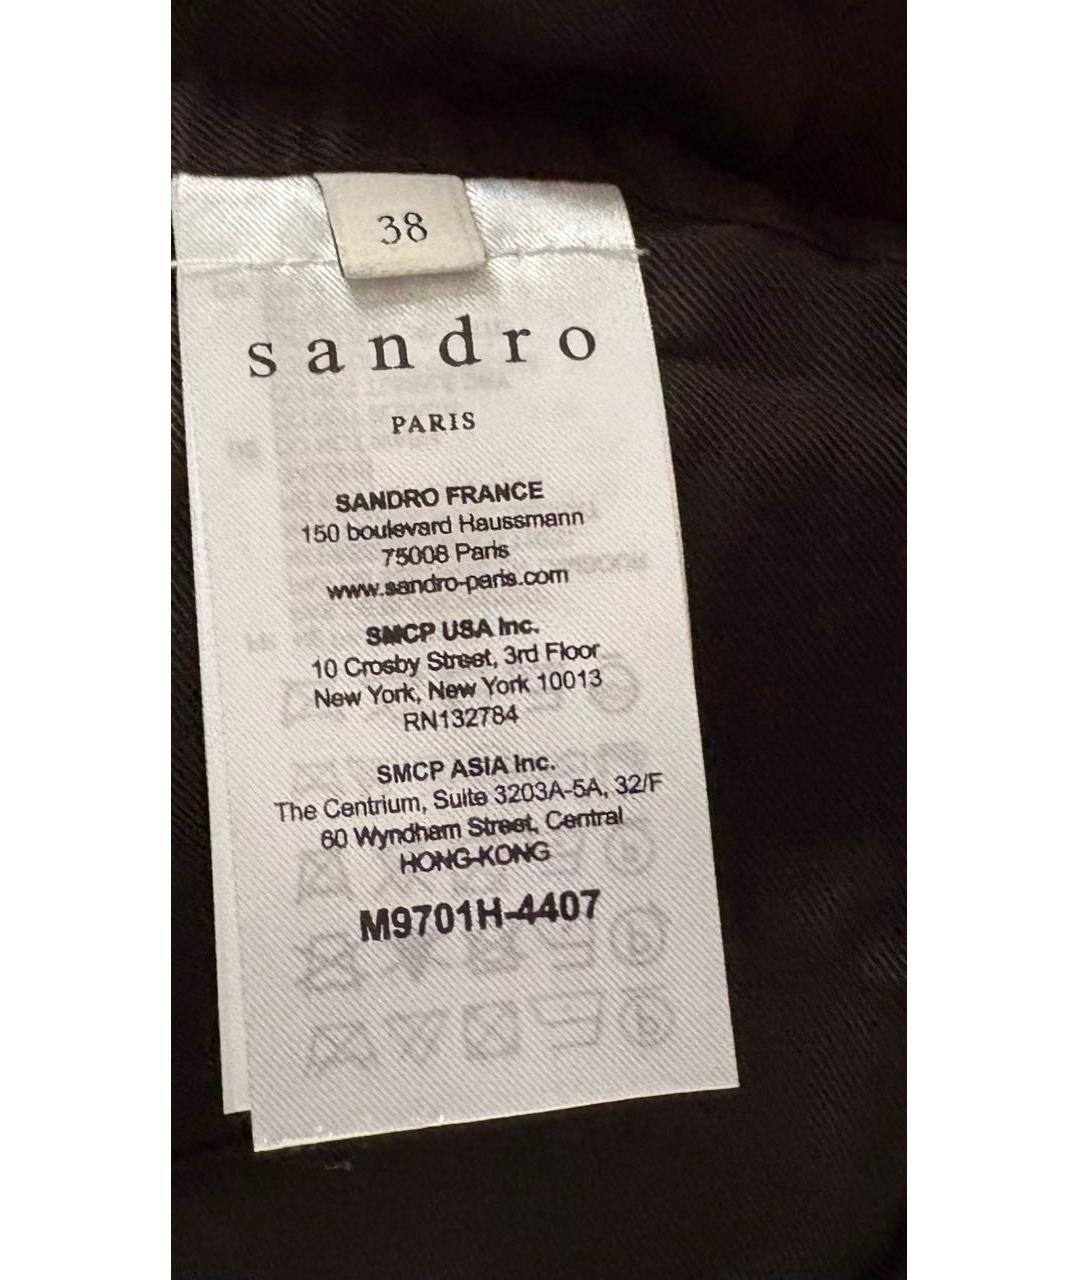 38
sandro
PARIS
SANDRO FRANCE
150 boulevard Haussmann
75008 Paris
www.sandro-paris.com
SMCP USA Inc.
10 Crosby Street, 3rd Floor
New York, New York 10013
RN132784
SMCP ASIA Inc.
The Centrium, Suite 3203A-5A, 32/F
60 Wyndham Street, Central
HONG-KONG
M9701H-4407